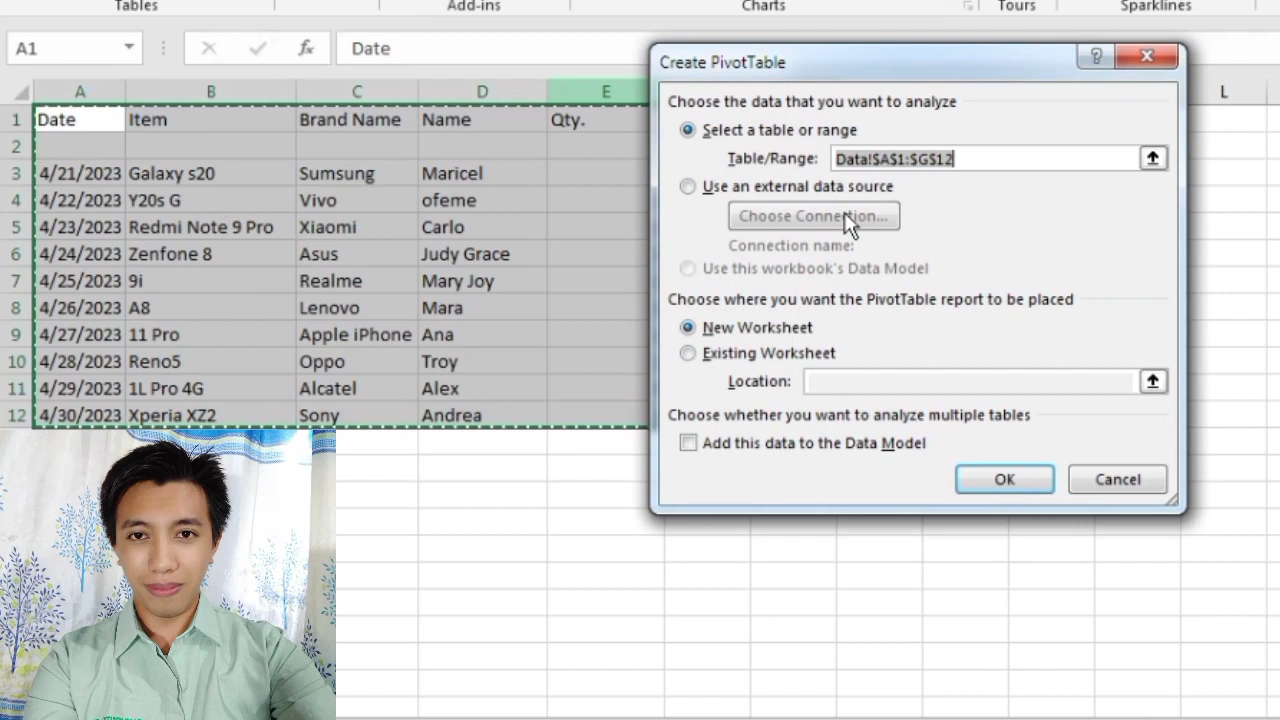 Tables Add-ins Charts Tours Sparklines
A1 fx Date
A B C D E L
1 Date Item Brand Name Name Qty.
2
3 4/21/2023 Galaxy s20 Sumsung Maricel
4 4/22/2023 Y20s G Vivo ofeme
5 4/23/2023 Redmi Note 9 Pro Xiaomi Carlo
6 4/24/2023 Zenfone 8 Asus Judy Grace
7 4/25/2023 9i Realme Mary Joy
8 4/26/2023 A8 Lenovo Mara
9 4/27/2023 11 Pro Apple iPhone Ana
10 4/28/2023 Reno5 Oppo Troy
11 4/29/2023 1L Pro 4G Alcatel Alex
12 4/30/2023 Xperia XZ2 Sony Andrea
Create PivotTable
Choose the data that you want to analyze
Select a table or range
Table/Range: Data!$A$1:$G$12
Use an external data source
Choose Connection...
Connection name:
Use this workbook's Data Model
Choose where you want the PivotTable report to be placed
New Worksheet
Existing Worksheet
Location:
Choose whether you want to analyze multiple tables
Add this data to the Data Model
OK Cancel